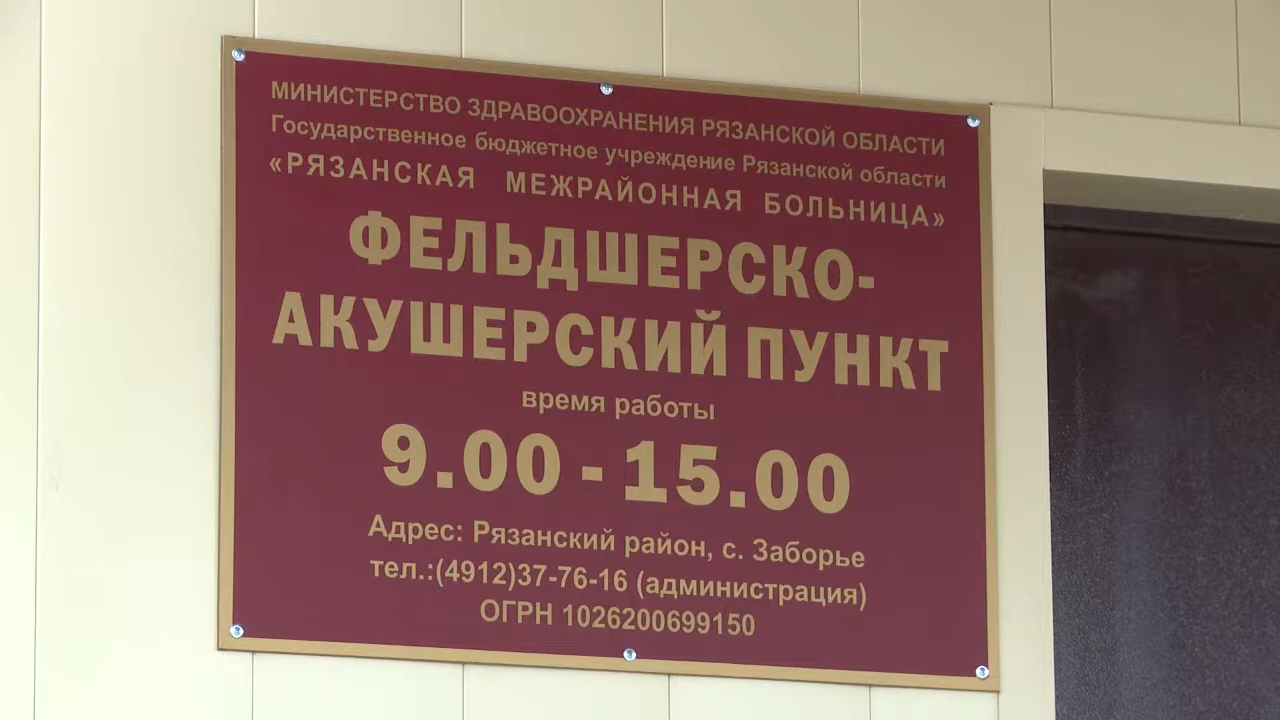 МИНИСТЕРСТВО ЗДРАВООХРАНЕНИЯ РЯЗАНСКОЙ ОБЛАСТИ
Государственное бюджетное учреждение Рязанской области
«РЯЗАНСКАЯ МЕЖРАЙОННАЯ БОЛЬНИЦА»
ФЕЛЬДШЕРСКО-
АКУШЕРСКИЙ ПУНКТ
время работы
9.00 - 15.00
Адрес: Рязанский район, с. Заборье
тел.:(4912)37-76-16 (администрация)
ОГРН 1026200699150